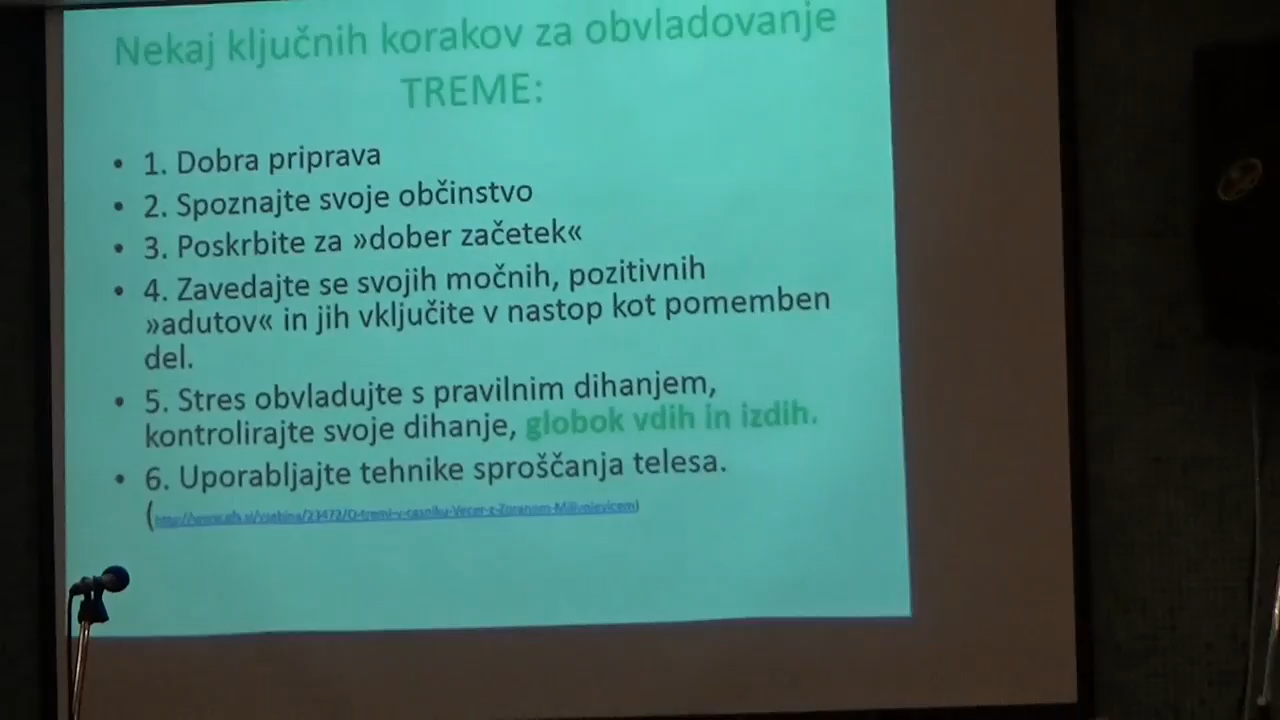 Nekaj ključnih korakov za obvladovanje
TREME:
• 1. Dobra priprava
• 2. Spoznajte svoje občinstvo
• 3. Poskrbite za »dober začetek«
• 4. Zavedajte se svojih močnih, pozitivnih
»adutov« in jih vključite v nastop kot pomemben
del.
• 5. Stres obvladujte s pravilnim dihanjem,
kontrolirajte svoje dihanje, globok vdih in izdih.
• 6. Uporabljajte tehnike sproščanja telesa.